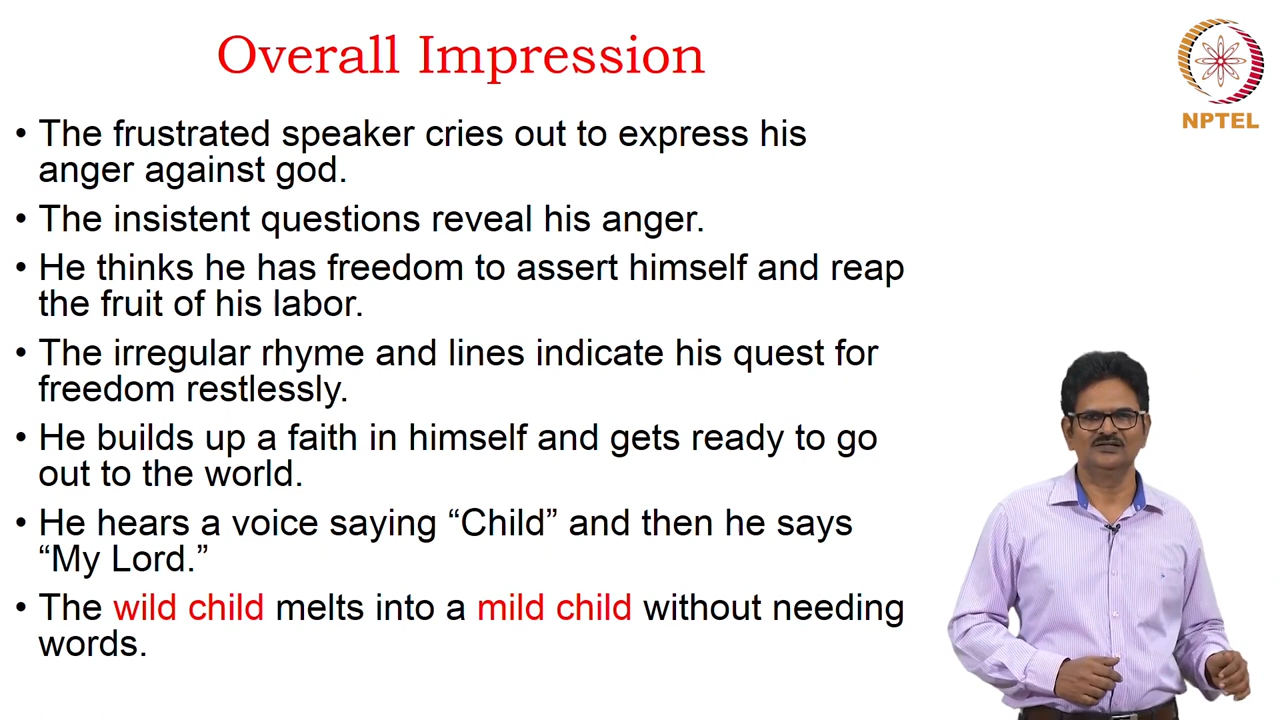 Overall Impression
NPTEL
• The frustrated speaker cries out to express his
anger against god.
• The insistent questions reveal his anger.
• He thinks he has freedom to assert himself and reap
the fruit of his labor.
• The irregular rhyme and lines indicate his quest for
freedom restlessly.
• He builds up a faith in himself and gets ready to go
out to the world.
• He hears a voice saying “Child” and then he says
“My Lord.”
• The wild child melts into a mild child without needing
words.